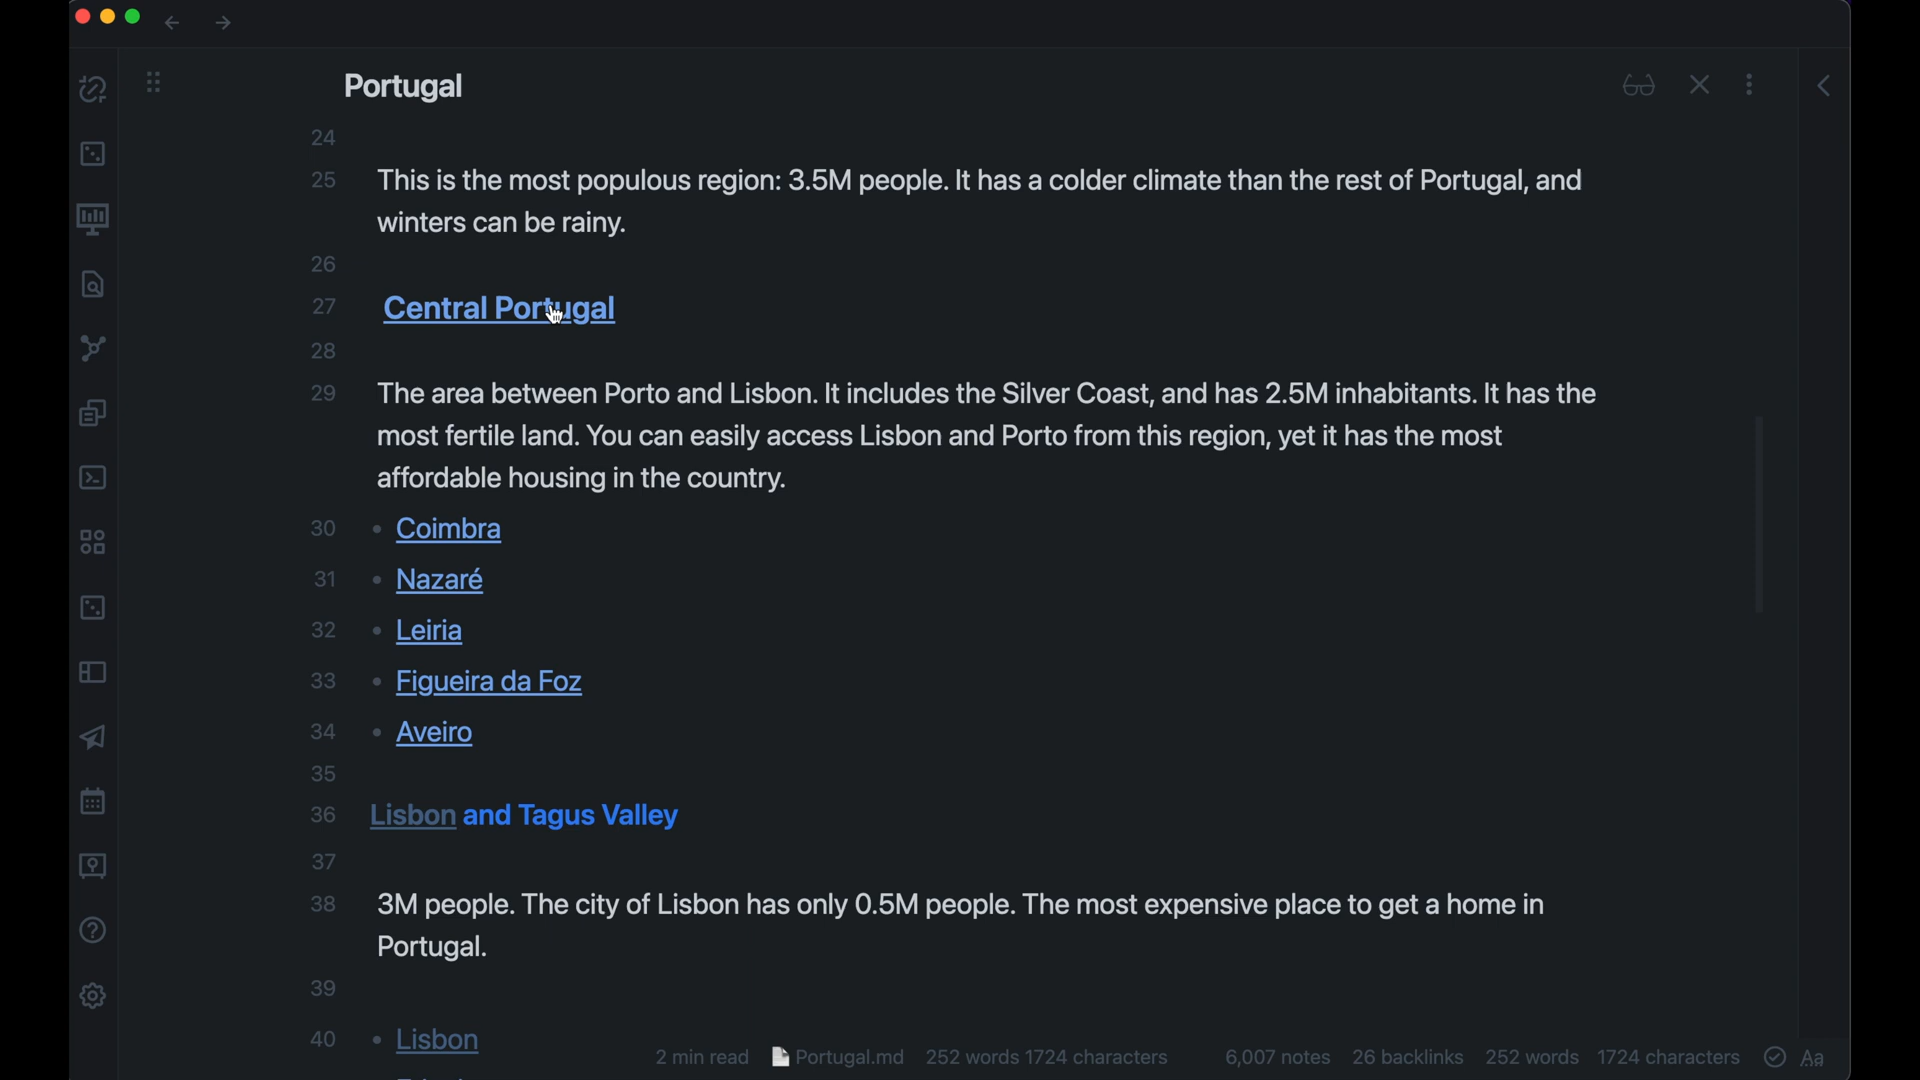 Portugal
24
25 This is the most populous region: 3.5M people. It has a colder climate than the rest of Portugal, and
winters can be rainy.
26
27 Central Portugal
28
29 The area between Porto and Lisbon. It includes the Silver Coast, and has 2.5M inhabitants. It has the
most fertile land. You can easily access Lisbon and Porto from this region, yet it has the most
affordable housing in the country.
30 • Coimbra
31 • Nazaré
32 • Leiria
33 • Figueira da Foz
34 • Aveiro
35
36 Lisbon and Tagus Valley
37
38 3M people. The city of Lisbon has only 0.5M people. The most expensive place to get a home in
Portugal.
39
40 • Lisbon
2 min read Portugal.md 252 words 1724 characters 6,007 notes 26 backlinks 252 words 1724 characters Aa